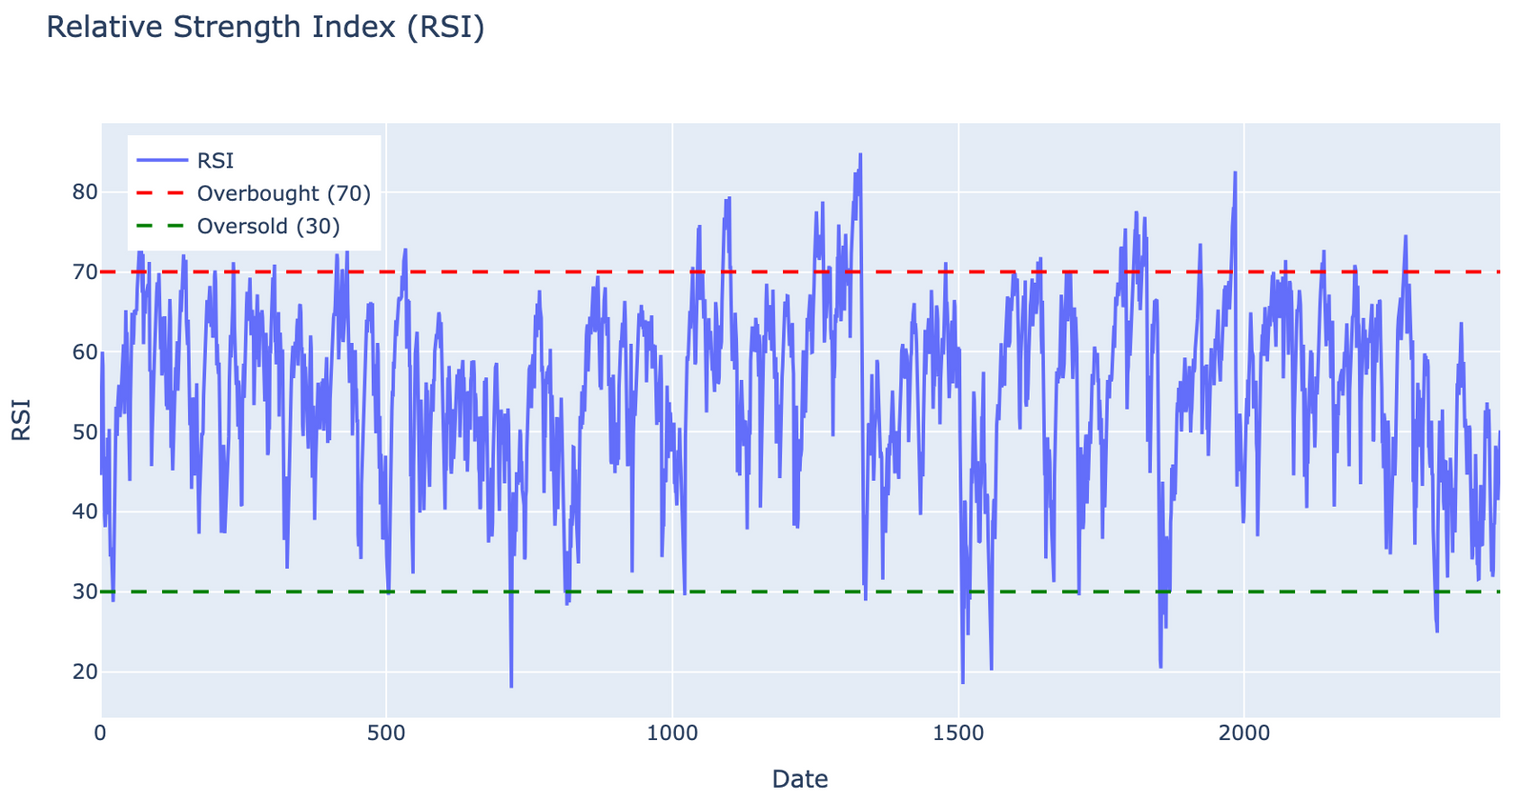 Relative Strength Index (RSI)
RSI
Overbought (70)
Oversold (30)
80
70
60
50
40
30
20
RSI
0 500 1000 1500 2000
Date